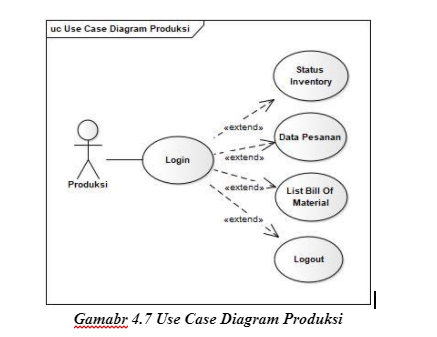 uc Use Case Diagram Produksi
Status
Inventory
«extend»
Data Pesanan
«extend»
Login
Produksi
«extend»
List Bill Of
Material
«extend»
Logout
Gamabr 4.7 Use Case Diagram Produksi